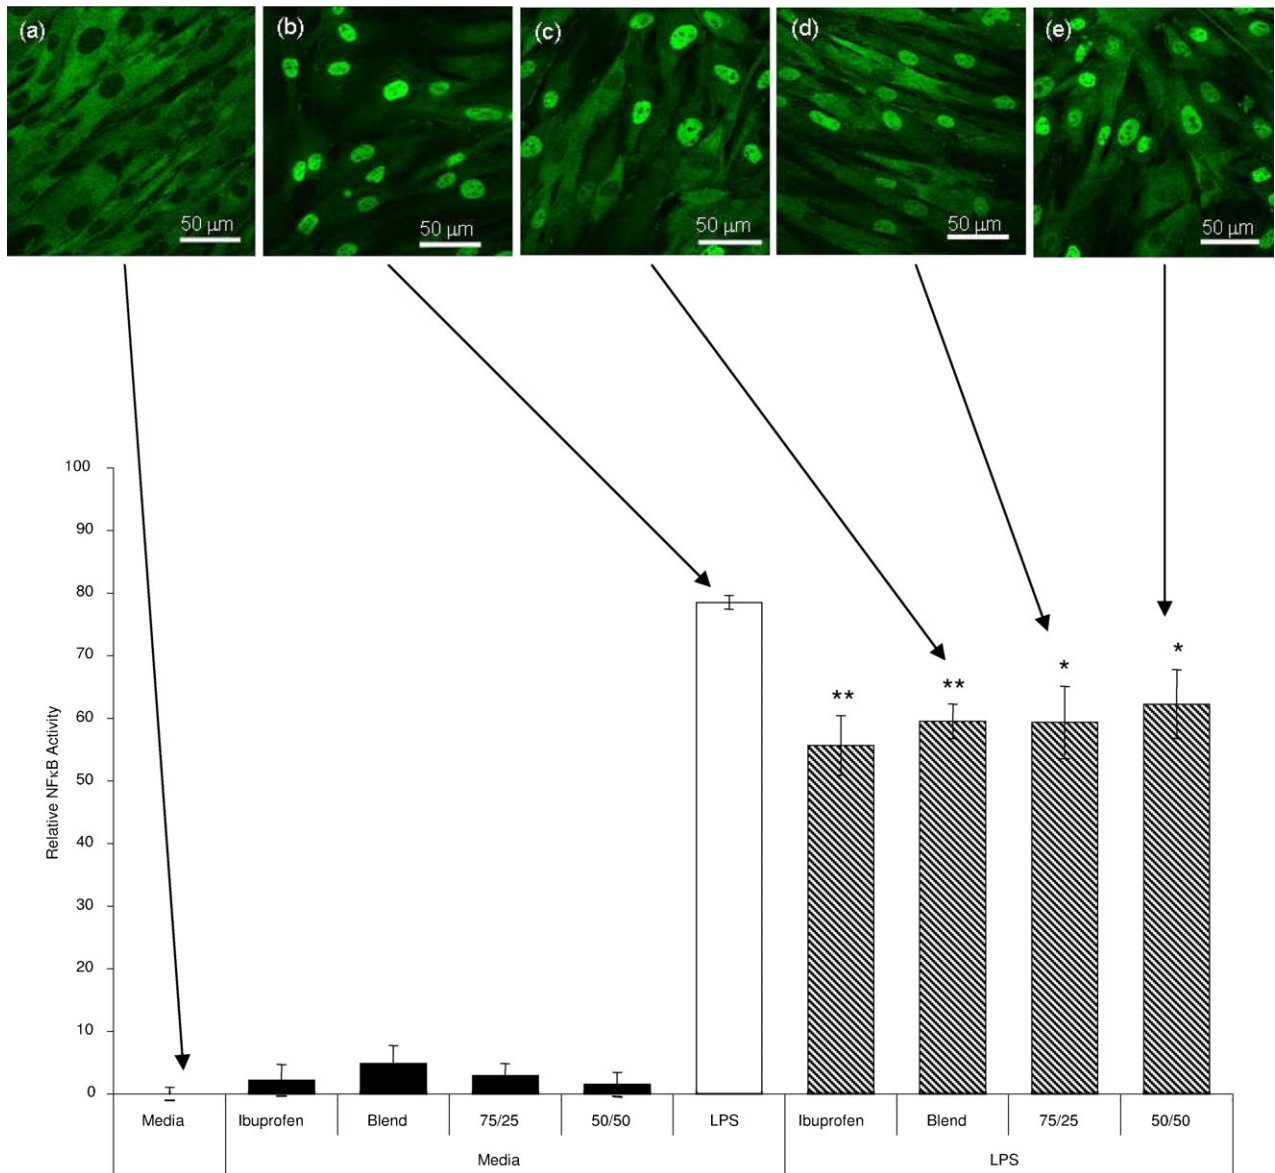 (a) (b) (c) (d) (e)
50 µm 50 µm 50 µm 50 µm 50 µm
100
90
80
70
60
50
40
30
20
10
0
Relative NFκB Activity
** ** * *
Media Ibuprofen Blend 75/25 50/50 LPS Ibuprofen Blend 75/25 50/50
Media LPS